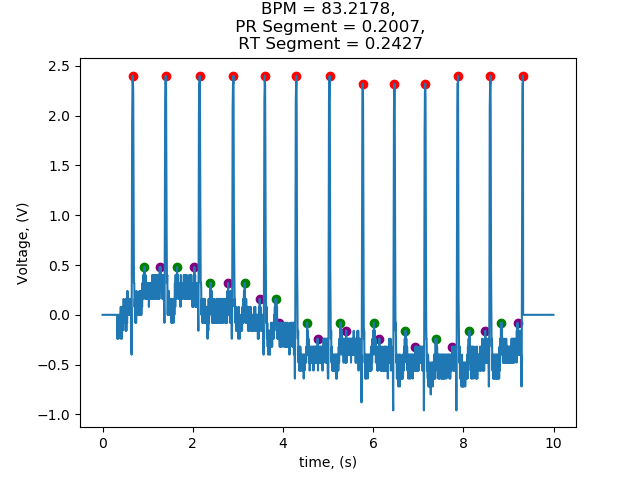 BPM = 83.2178,
PR Segment = 0.2007,
RT Segment = 0.2427
2.5
2.0
1.5
1.0
0.5
0.0
−0.5
−1.0
Voltage, (V)
0 2 4 6 8 10
time, (s)